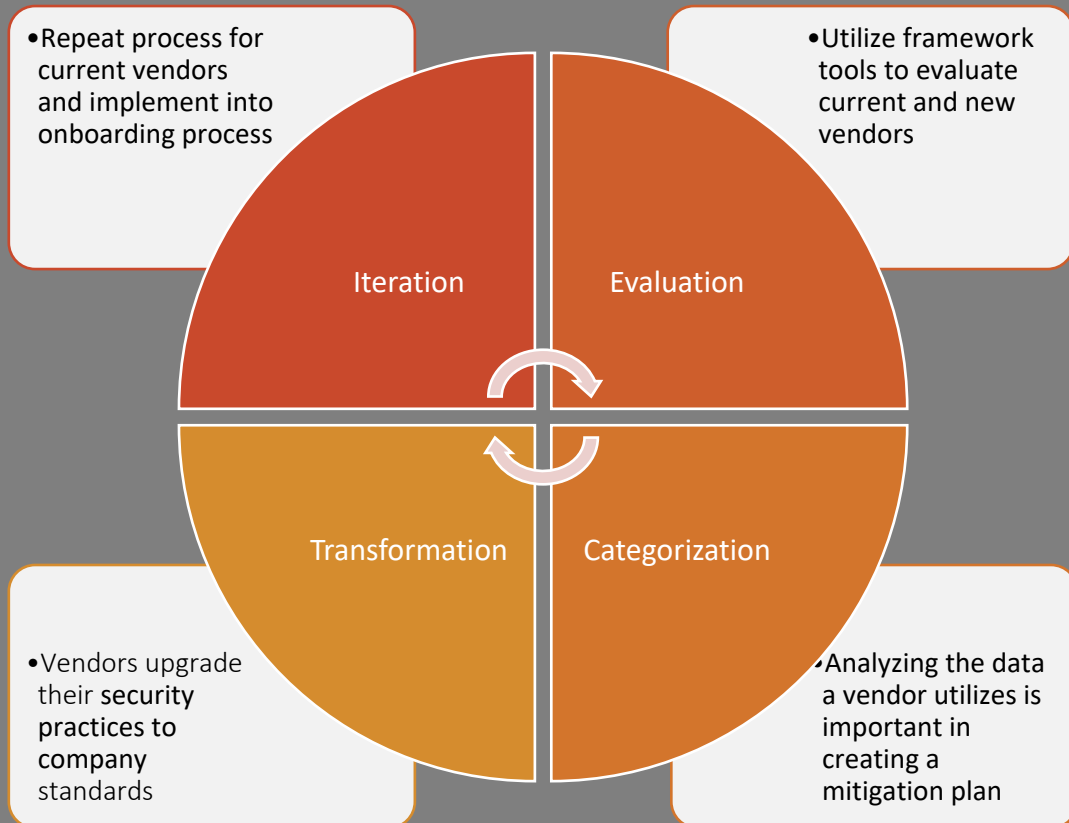 •Repeat process for
current vendors
and implement into
onboarding process
•Utilize framework
tools to evaluate
current and new
vendors
Iteration
Evaluation
Transformation
Categorization
•Vendors upgrade
their security
practices to
company
standards
•Analyzing the data
a vendor utilizes is
important in
creating a
mitigation plan